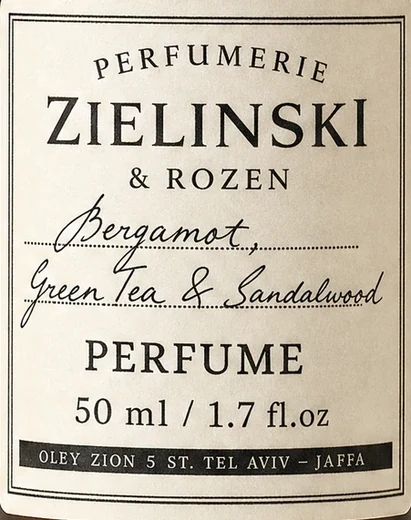 PERFUMERIE
ZIELINSKI
& ROZEN
Bergamot,
Green Tea & Sandalwood
PERFUME
50 ml / 1.7 fl.oz
OLEY ZION 5 ST. TEL AVIV – JAFFA